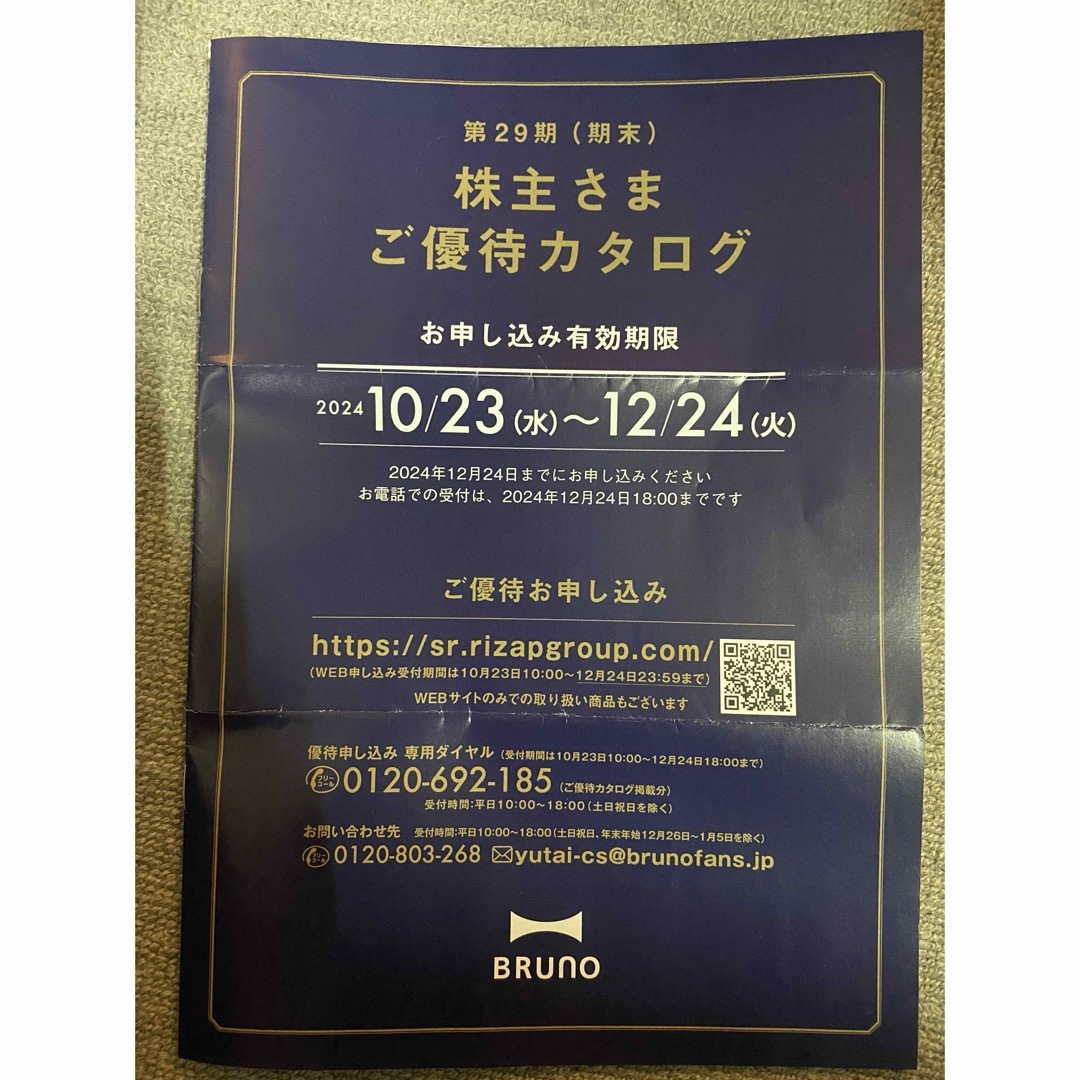 第29期（期末）
株主さま
ご優待カタログ
お申し込み有効期限
2024 10/23(水)～12/24(火)
2024年12月24日までにお申し込みください
お電話での受付は、2024年12月24日18:00までです
ご優待お申し込み
https://sr.rizapgroup.com/
(WEB申し込み受付期間は10月23日10:00～12月24日23:59まで)
WEBサイトのみでの取り扱い商品もございます
優待申し込み 専用ダイヤル (受付期間は10月23日10:00～12月24日18:00まで)
フリーコール 0120-692-185 (ご優待カタログ掲載分)
受付時間:平日10:00～18:00(土日祝日を除く)
お問い合わせ先 受付時間:平日10:00～18:00(土日祝日、年末年始12月26日～1月5日を除く)
フリーコール 0120-803-268 yutai-cs@brunofans.jp
BRUNO